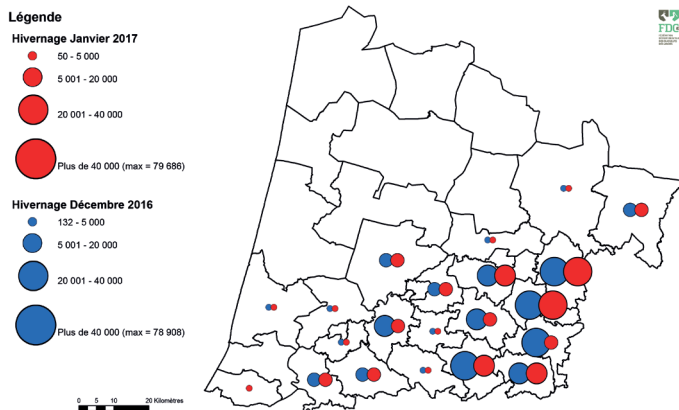 Légende
Hivernage Janvier 2017
50 - 5 000
5 001 - 20 000
20 001 - 40 000
Plus de 40 000 (max = 79 686)
Hivernage Décembre 2016
132 - 5 000
5 001 - 20 000
20 001 - 40 000
Plus de 40 000 (max = 78 908)
0 5 10 20 Kilomètres